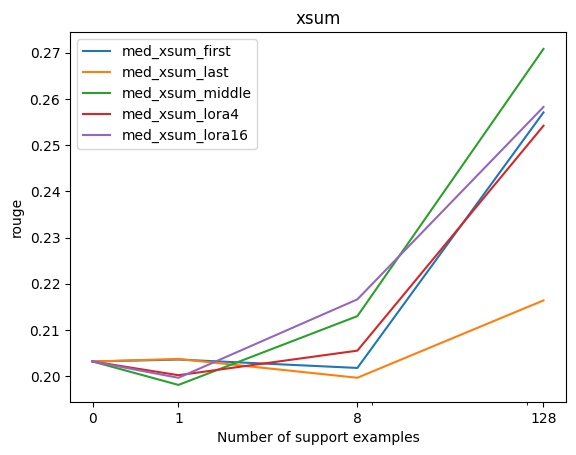 xsum
med_xsum_first
med_xsum_last
med_xsum_middle
med_xsum_lora4
med_xsum_lora16
rouge
0.27
0.26
0.25
0.24
0.23
0.22
0.21
0.20
0
1
8
128
Number of support examples